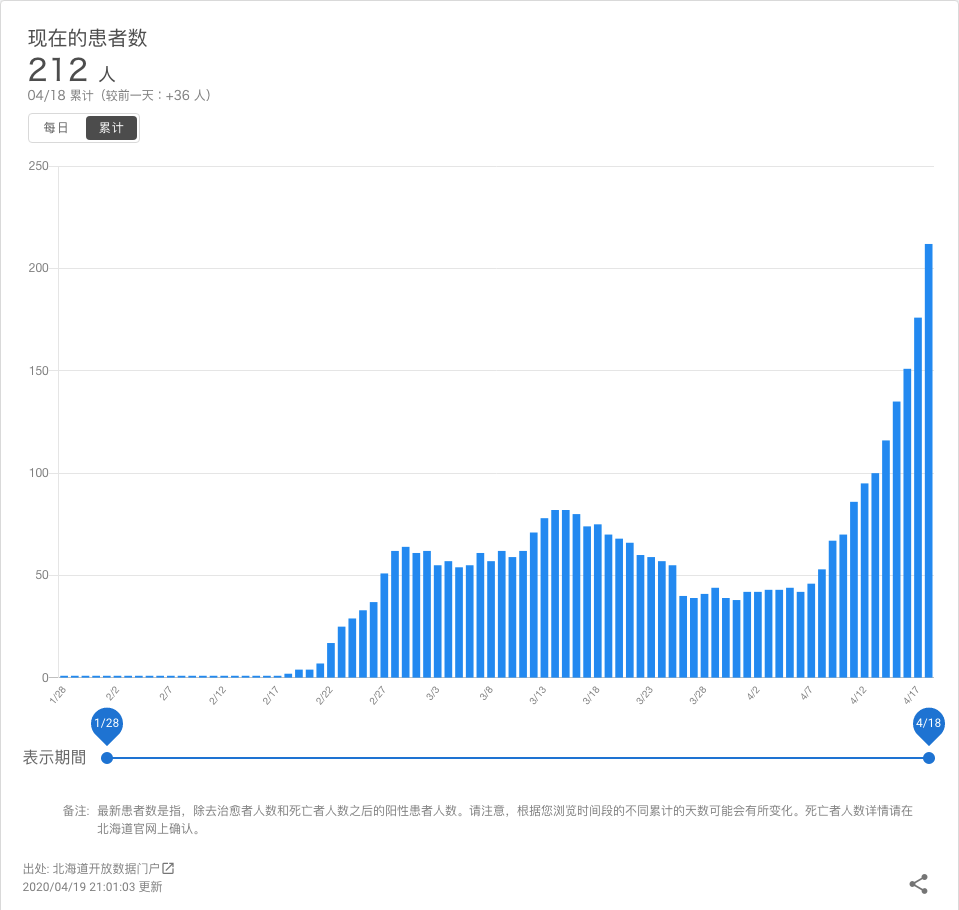 现在的患者数
212 人
04/18 累计（较前一天：+36 人）
每日 累计
250
200
150
100
50
0
1/28 2/2 2/7 2/12 2/17 2/22 2/27 3/3 3/8 3/13 3/18 3/23 3/28 4/2 4/7 4/12 4/17
1/28 4/18
表示期間
备注: 最新患者数是指，除去治愈者人数和死亡者人数之后的阳性患者人数。请注意，根据您浏览时间段的不同累计的天数可能会有所变化。死亡者人数详情请在
北海道官网上确认。
出处: 北海道开放数据门户
2020/04/19 21:01:03 更新